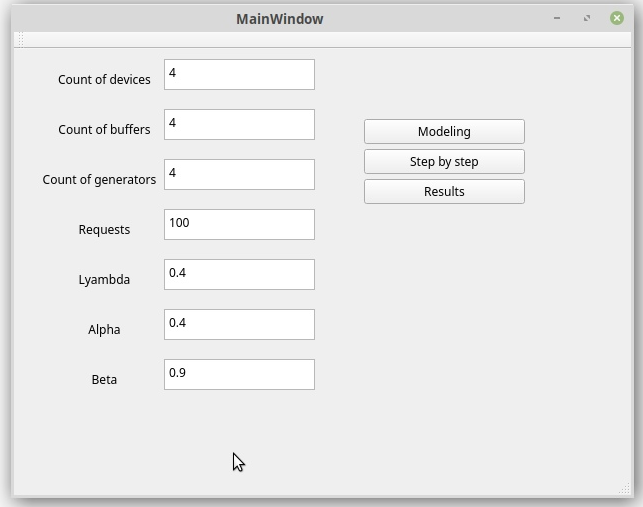 MainWindow
Count of devices 4
Count of buffers 4
Count of generators 4
Requests 100
Lyambda 0.4
Alpha 0.4
Beta 0.9
Modeling
Step by step
Results